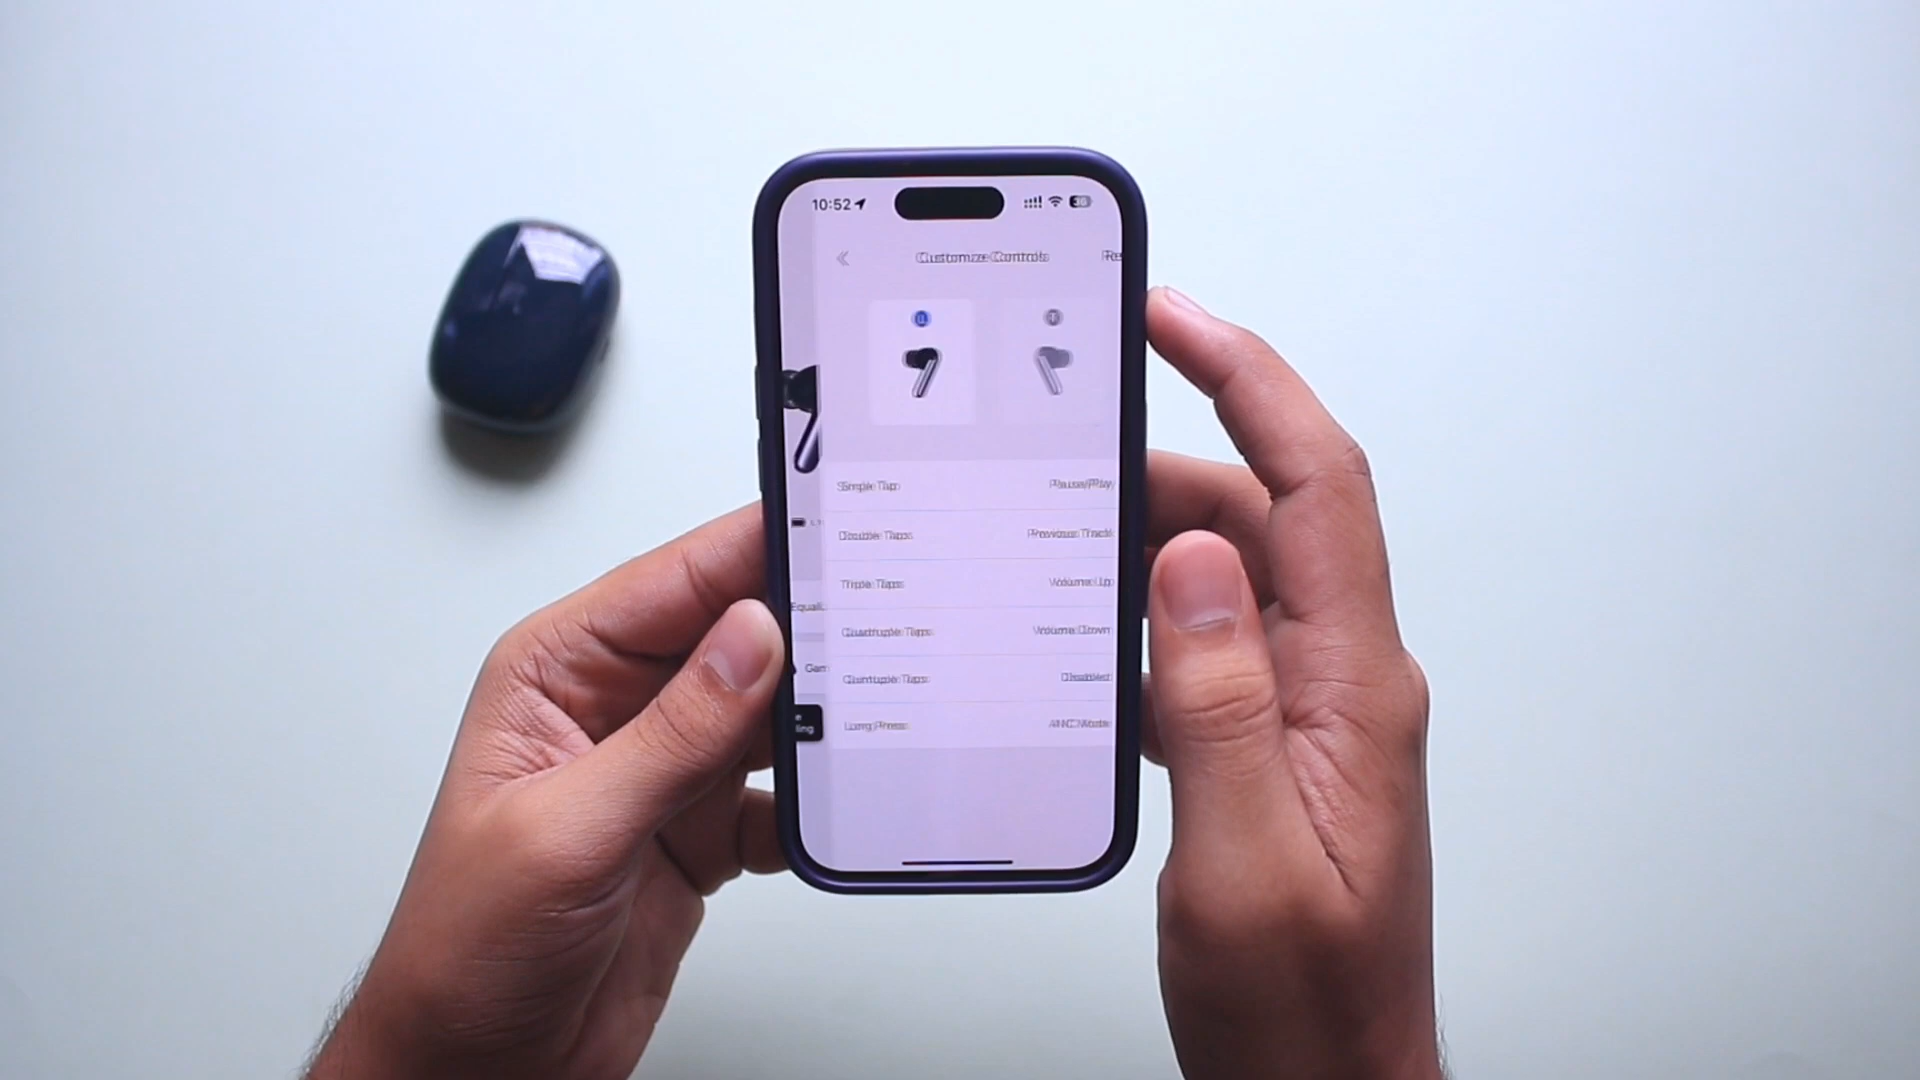 10:52
36
Customize Controls
Single Tap Pause/Play
Double Taps Previous Track
Triple Taps Volume Up
Quadruple Taps Volume Down
Quintuple Taps Disabled
Long Press ANC Mode